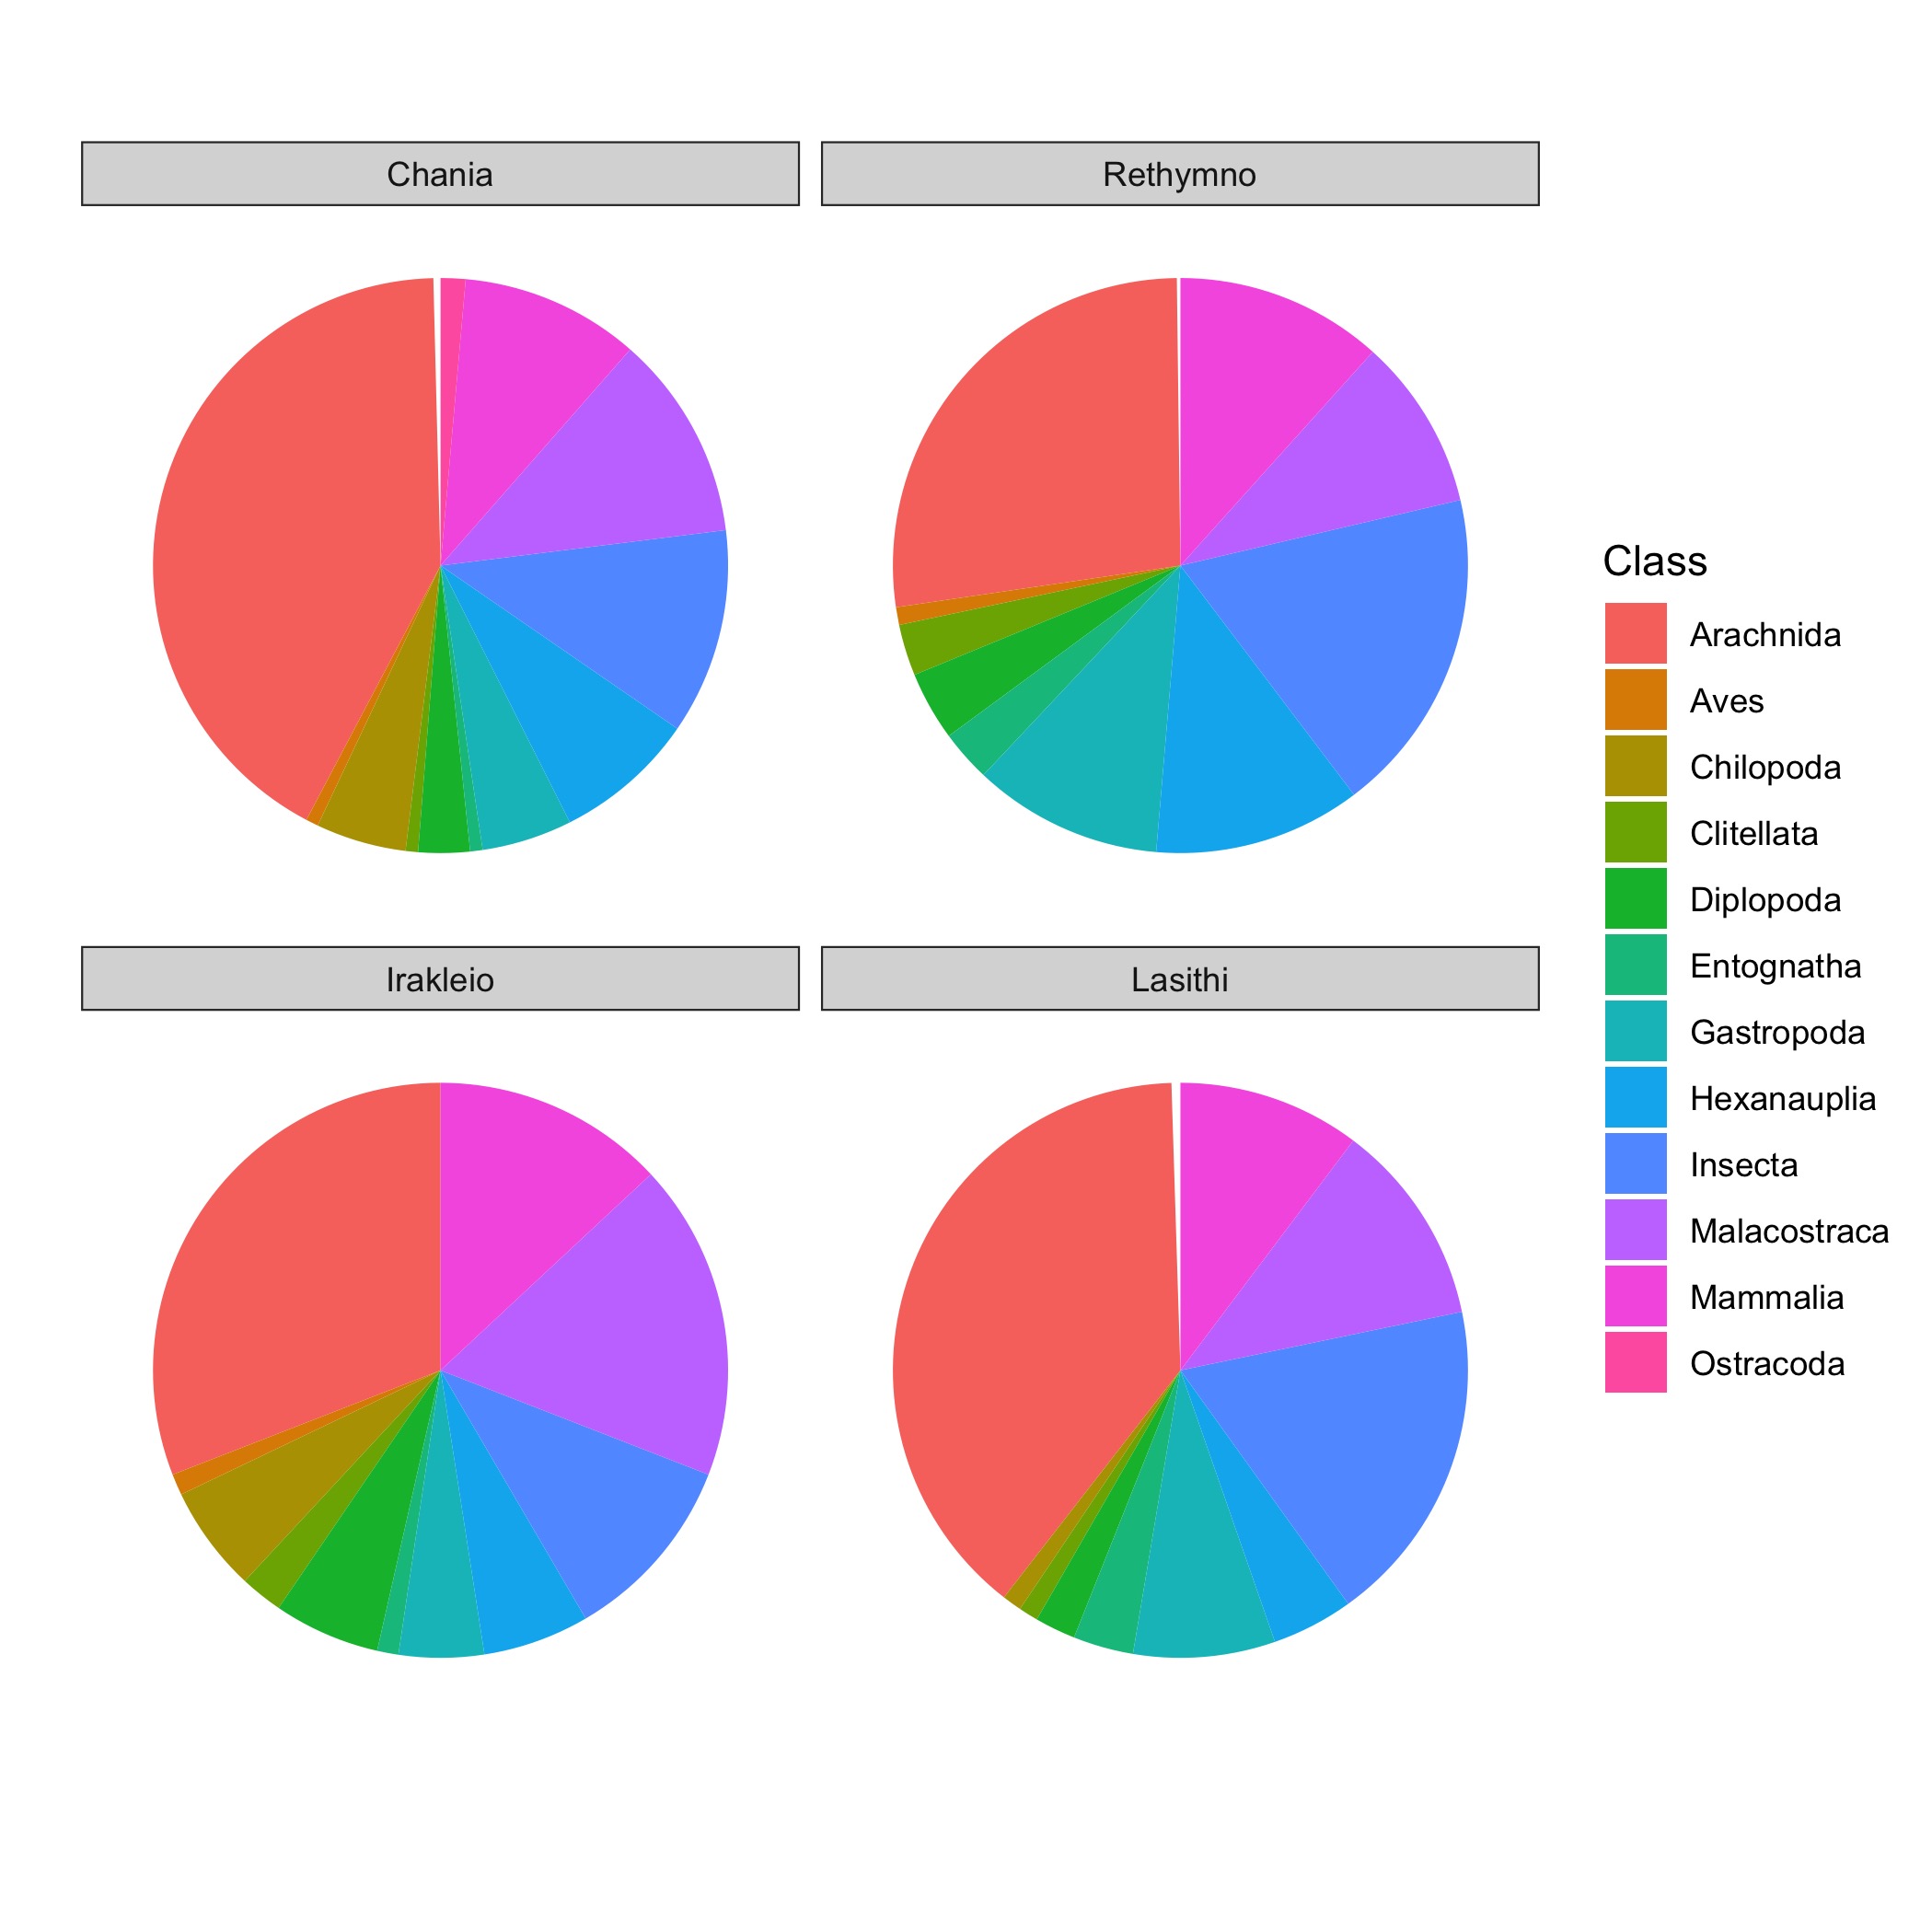 Chania
Rethymno
Irakleio
Lasithi
Class
Arachnida
Aves
Chilopoda
Clitellata
Diplopoda
Entognatha
Gastropoda
Hexanauplia
Insecta
Malacostraca
Mammalia
Ostracoda